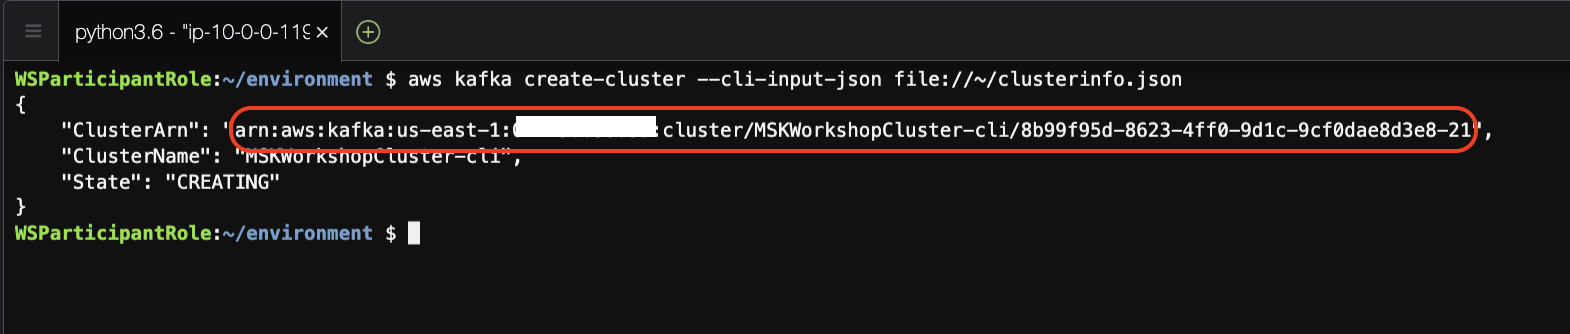 python3.6 - "ip-10-0-0-119
WSParticipantRole:~/environment $ aws kafka create-cluster --cli-input-json file://~/clusterinfo.json
{
    "ClusterArn": "arn:aws:kafka:us-east-1: :cluster/MSKWorkshopCluster-cli/8b99f95d-8623-4ff0-9d1c-9cf0dae8d3e8-21",
    "ClusterName": "MSKWorkshopCluster-cli",
    "State": "CREATING"
}
WSParticipantRole:~/environment $